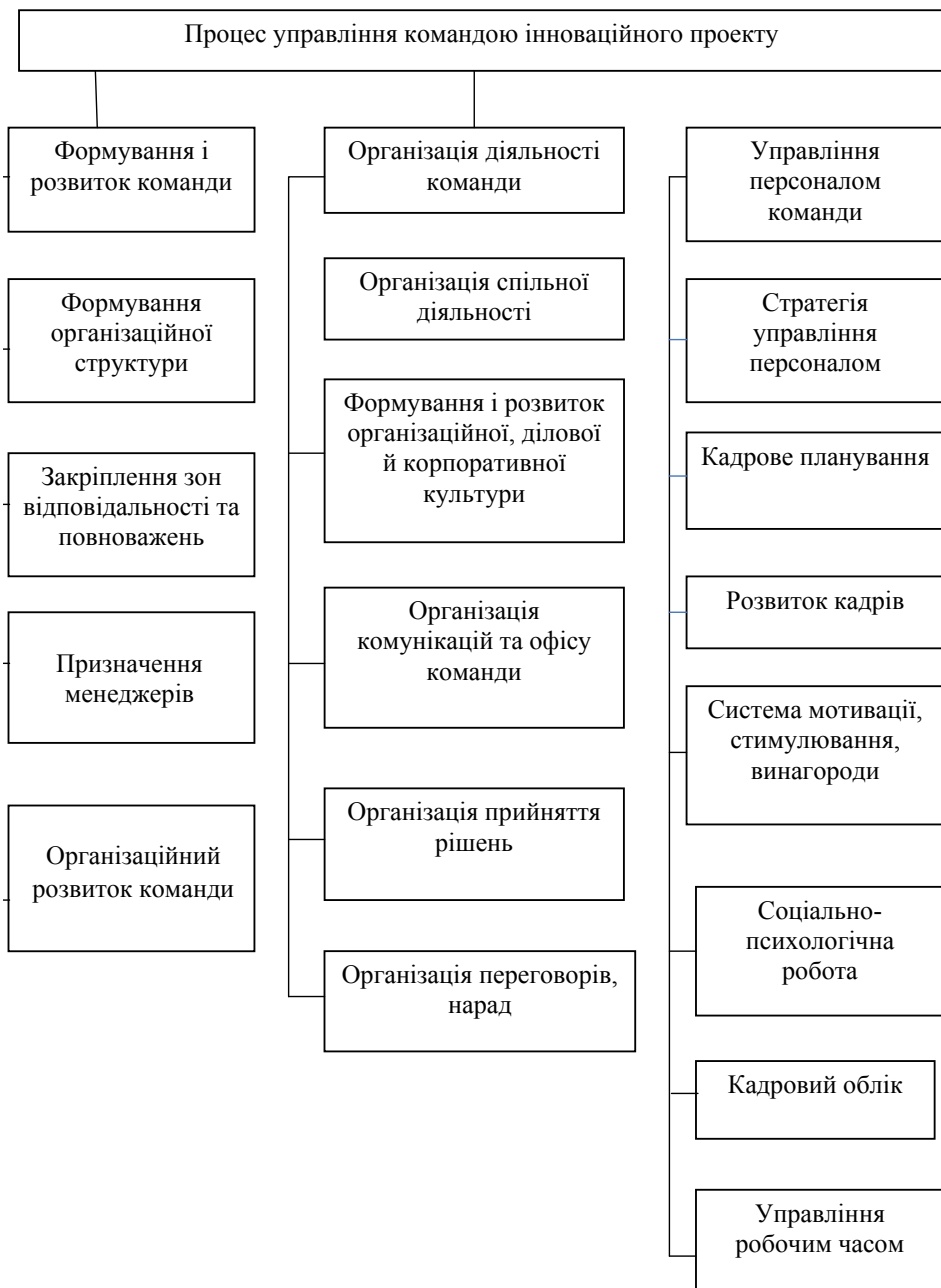 Процес управління командою інноваційного проекту
Формування і
розвиток команди
Формування
організаційної
структури
Закріплення зон
відповідальності та
повноважень
Призначення
менеджерів
Організаційний
розвиток команди
Організація діяльності
команди
Організація спільної
діяльності
Формування і розвиток
організаційної, ділової
й корпоративної
культури
Організація
комунікацій та офісу
команди
Організація прийняття
рішень
Організація переговорів,
нарад
Управління
персоналом
команди
Стратегія
управління
персоналом
Кадрове планування
Розвиток кадрів
Система мотивації,
стимулювання,
винагороди
Соціально-
психологічна
робота
Кадровий облік
Управління
робочим часом